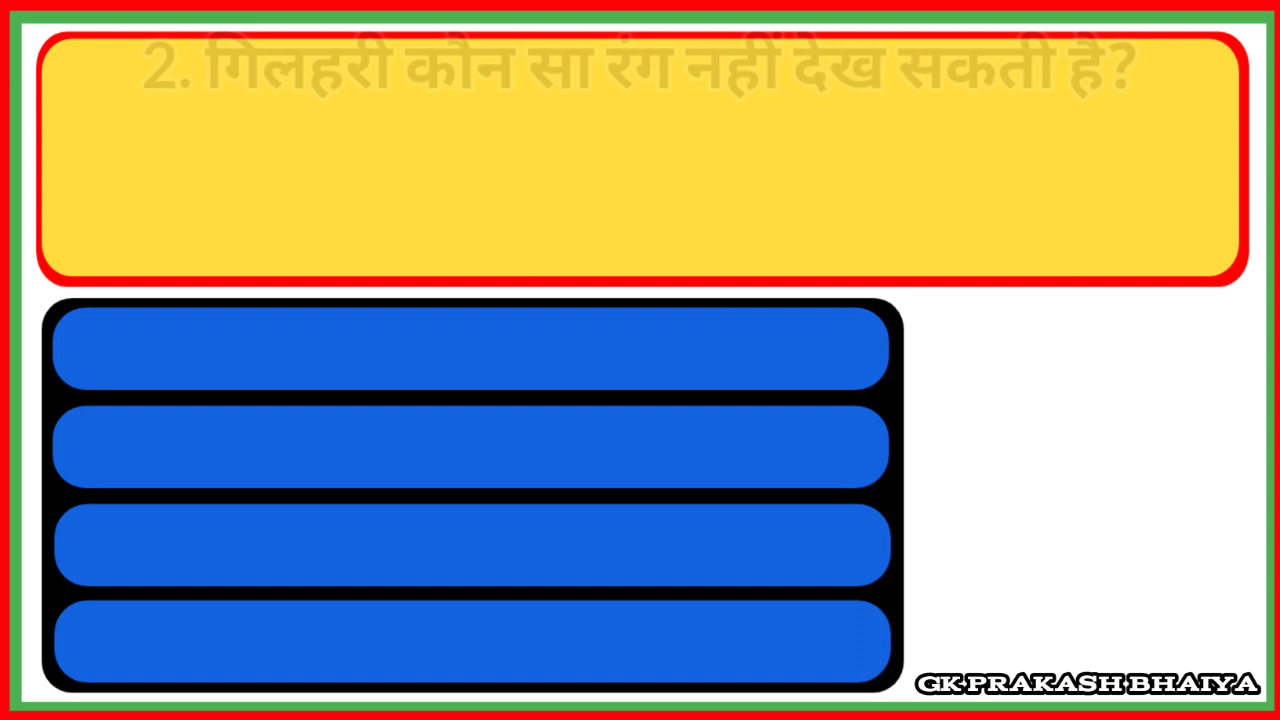 2. गिलहरी कौन सा रंग नहीं देख सकती है?
GK PRAKASH BHAIYA